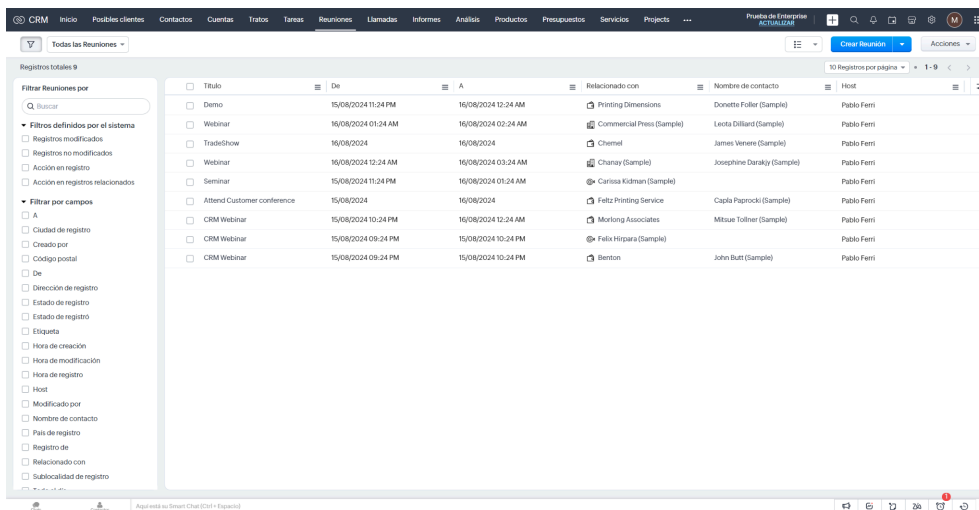 CRM Inicio Posibles clientes Contactos Cuentas Tratos Tareas Reuniones Llamadas Informes Análisis Productos Presupuestos Servicios Projects ... Prueba de Enterprise
ACTUALIZAR M
Todas las Reuniones Crear Reunión Acciones
Registros totales 9 10 Registros por página 1 - 9
Filtrar Reuniones por
Buscar
Filtros definidos por el sistema
Registros modificados
Registros no modificados
Acción en registro
Acción en registros relacionados
Filtrar por campos
A
Ciudad de registro
Creado por
Código postal
De
Dirección de registro
Estado de registro
Estado de registró
Etiqueta
Hora de creación
Hora de modificación
Hora de registro
Host
Modificado por
Nombre de contacto
País de registro
Registro de
Relacionado con
Sublocalidad de registro
Título De A Relacionado con Nombre de contacto Host
Demo 15/08/2024 11:24 PM 16/08/2024 12:24 AM Printing Dimensions Donette Foller (Sample) Pablo Ferri
Webinar 16/08/2024 01:24 AM 16/08/2024 02:24 AM Commercial Press (Sample) Leota Dilliard (Sample) Pablo Ferri
TradeShow 16/08/2024 16/08/2024 Chemel James Venere (Sample) Pablo Ferri
Webinar 16/08/2024 12:24 AM 16/08/2024 03:24 AM Chanay (Sample) Josephine Darakjy (Sample) Pablo Ferri
Seminar 15/08/2024 11:24 PM 16/08/2024 01:24 AM Carissa Kidman (Sample) Pablo Ferri
Attend Customer conference 15/08/2024 16/08/2024 Feltz Printing Service Capla Paprocki (Sample) Pablo Ferri
CRM Webinar 15/08/2024 10:24 PM 16/08/2024 12:24 AM Morlong Associates Mitsue Tollner (Sample) Pablo Ferri
CRM Webinar 15/08/2024 09:24 PM 15/08/2024 10:24 PM Felix Hirpara (Sample) Pablo Ferri
CRM Webinar 15/08/2024 09:24 PM 15/08/2024 10:24 PM Benton John Butt (Sample) Pablo Ferri
Aquí está su Smart Chat (Ctrl + Espacio) 1